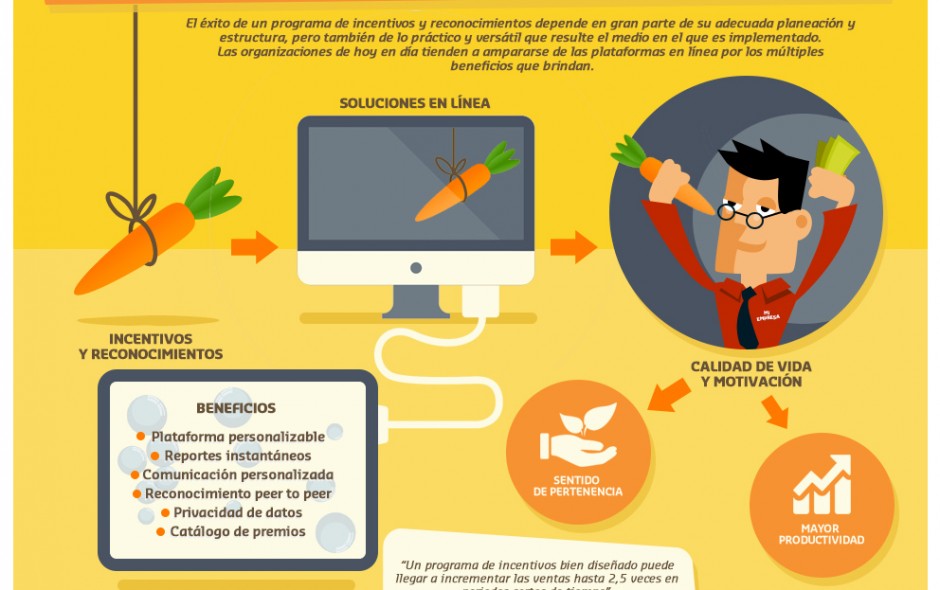 El éxito de un programa de incentivos y reconocimientos depende en gran parte de su adecuada planeación y
estructura, pero también de lo práctico y versátil que resulte el medio en el que es implementado.
Las organizaciones de hoy en día tienden a ampararse de las plataformas en línea por los múltiples
beneficios que brindan.
SOLUCIONES EN LÍNEA
INCENTIVOS
Y RECONOCIMIENTOS
MI
EMPRESA
CALIDAD DE VIDA
Y MOTIVACIÓN
BENEFICIOS
Plataforma personalizable
Reportes instantáneos
Comunicación personalizada
Reconocimiento peer to peer
Privacidad de datos
Catálogo de premios
SENTIDO
DE PERTENENCIA
MAYOR
PRODUCTIVIDAD
"Un programa de incentivos bien diseñado puede
llegar a incrementar las ventas hasta 2,5 veces en
periodos cortos de tiempo"